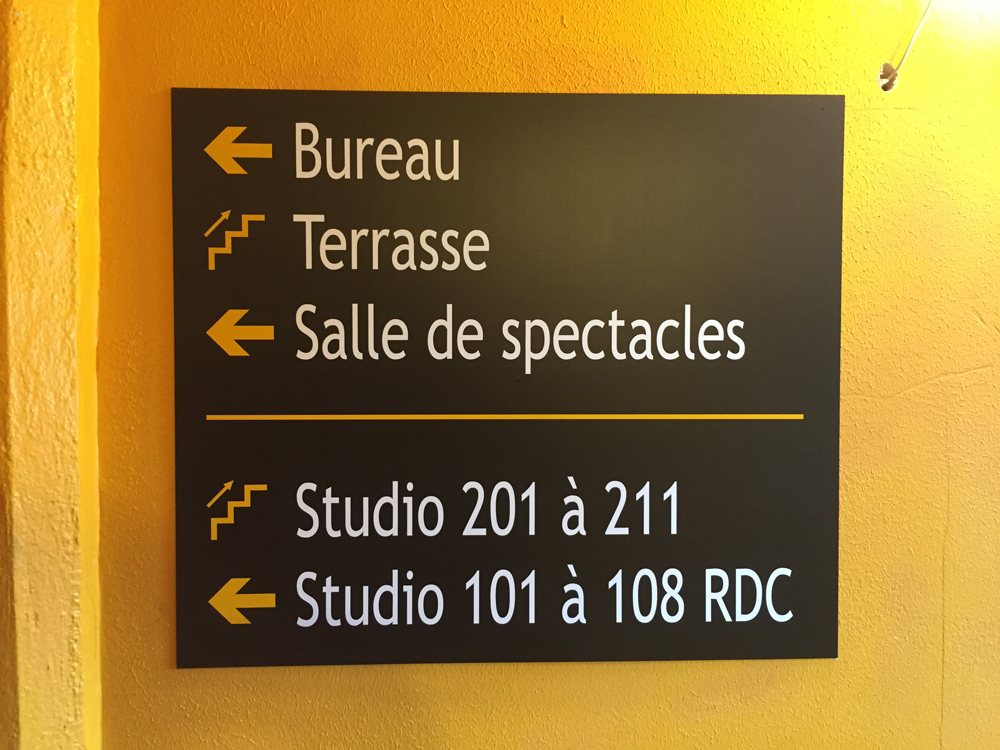 Bureau
Terrasse
Salle de spectacles
Studio 201 à 211
Studio 101 à 108 RDC